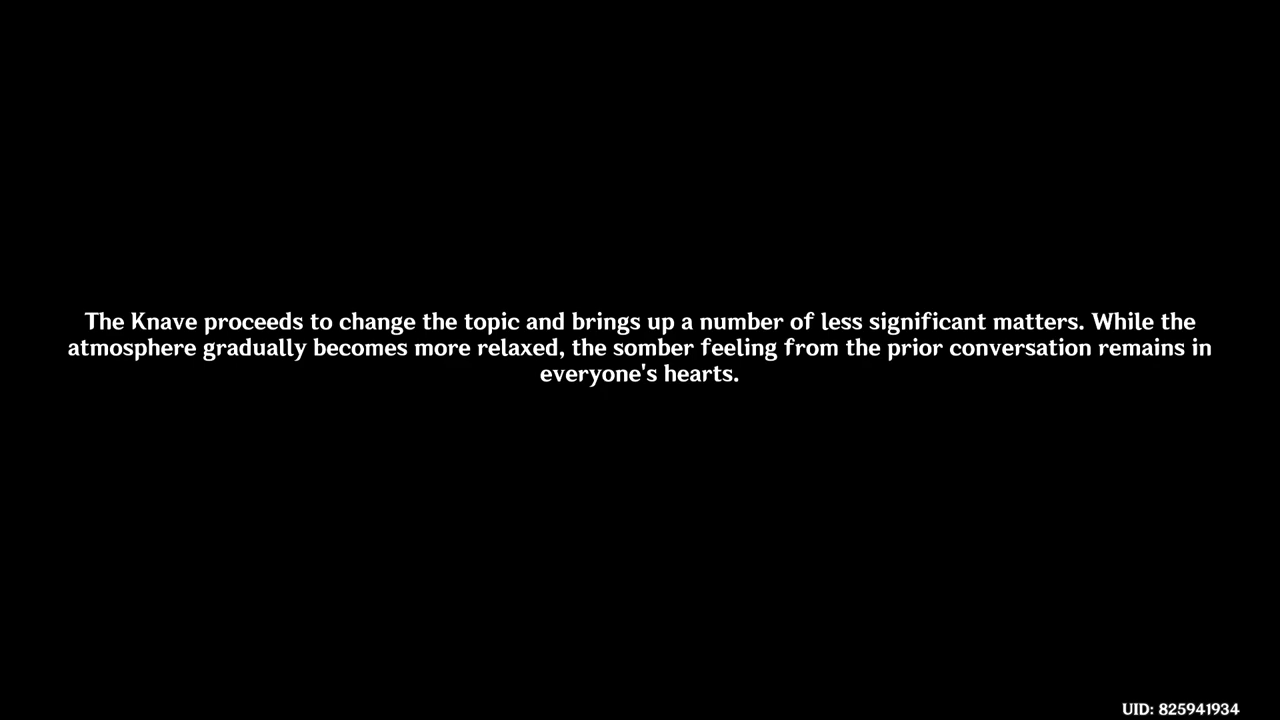 The Knave proceeds to change the topic and brings up a number of less significant matters. While the
atmosphere gradually becomes more relaxed, the somber feeling from the prior conversation remains in
everyone's hearts.
UID: 825941934